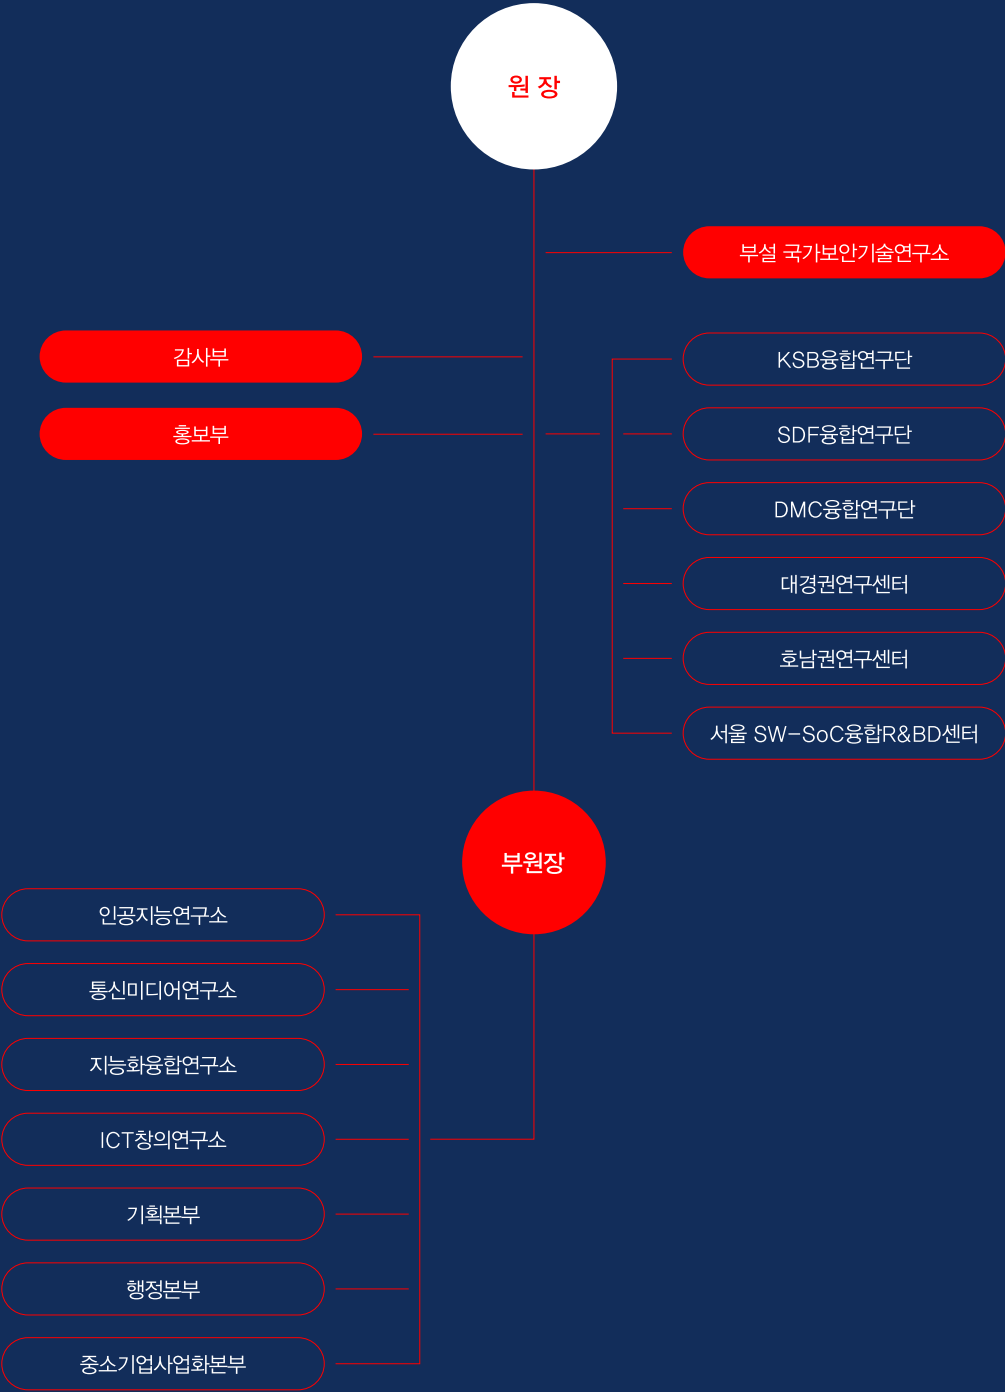 원 장
부설 국가보안기술연구소
감사부
홍보부
KSB융합연구단
SDF융합연구단
DMC융합연구단
대경권연구센터
호남권연구센터
서울 SW-SoC융합R&BD센터
부원장
인공지능연구소
통신미디어연구소
지능화융합연구소
ICT창의연구소
기획본부
행정본부
중소기업사업화본부